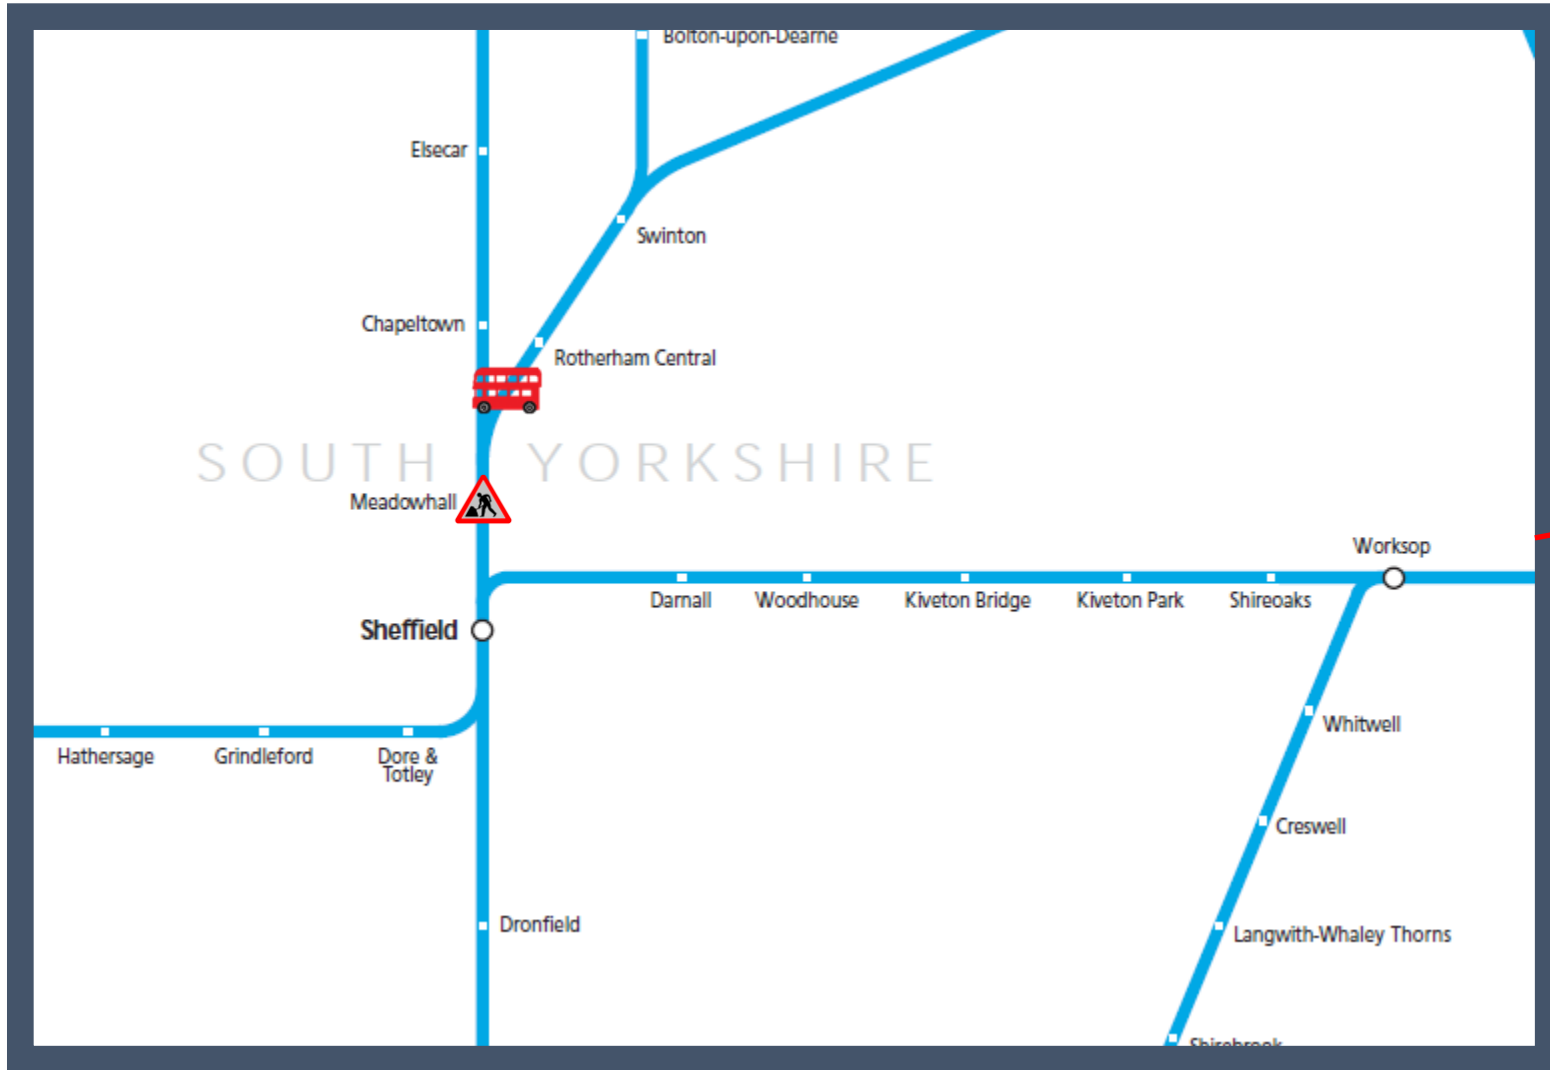 Bolton-upon-Dearne
Elsecar
Swinton
Chapeltown
Rotherham Central
SOUTH YORKSHIRE
Meadowhall
Worksop
Darnall
Woodhouse
Kiveton Bridge
Kiveton Park
Shireoaks
Sheffield
Whitwell
Hathersage
Grindleford
Dore &
Totley
Creswell
Dronfield
Langwith-Whaley Thorns
Shirebrook